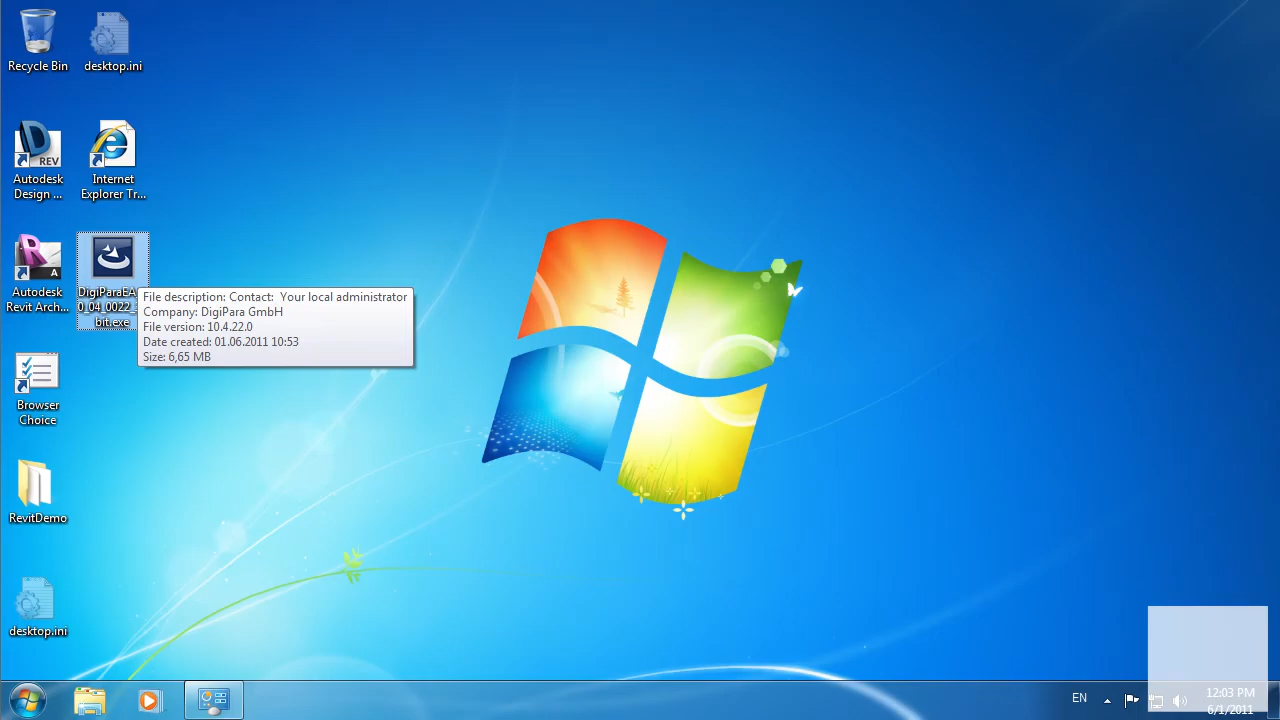 Recycle Bin
desktop.ini
REV
Autodesk
Design ...
Internet
Explorer Tr...
R
A
Autodesk
Revit Arch...
DigiParaEA
0_04_0022_
bit.exe
File description: Contact:  Your local administrator
Company: DigiPara GmbH
File version: 10.4.22.0
Date created: 01.06.2011 10:53
Size: 6,65 MB
Browser
Choice
RevitDemo
desktop.ini
EN
12:03 PM
6/1/2011